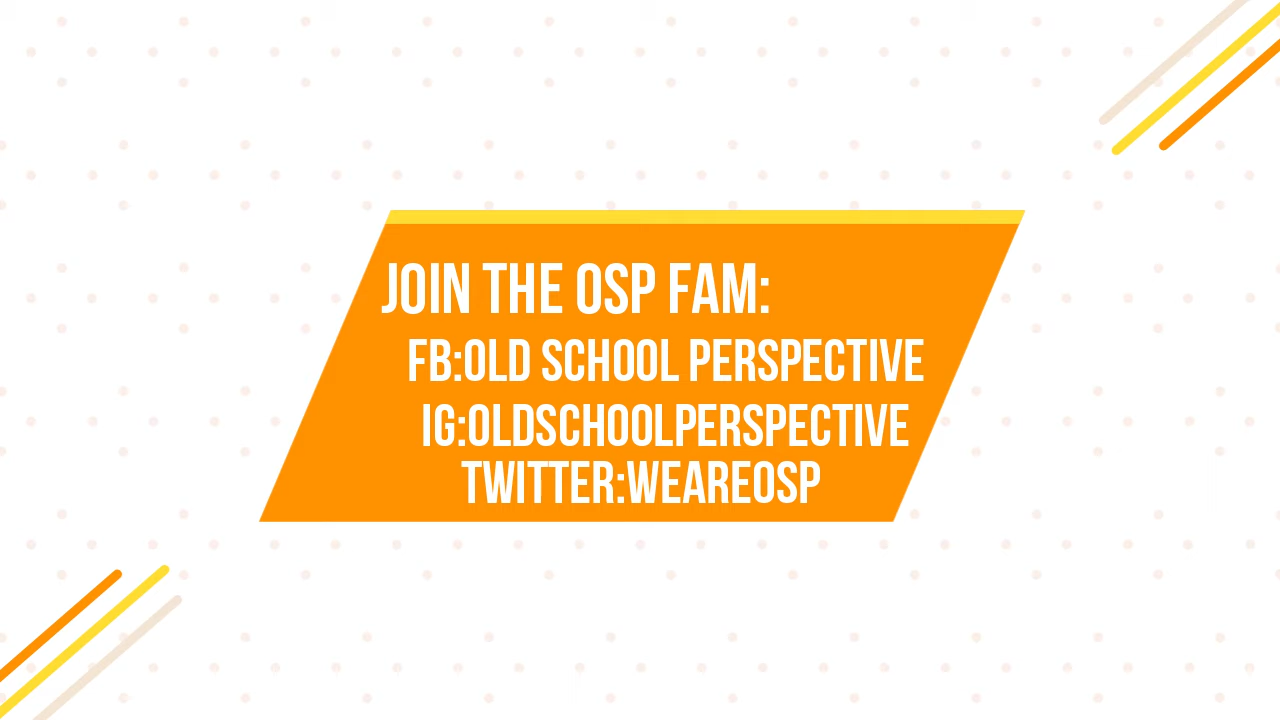 JOIN THE OSP FAM:
FB:OLD SCHOOL PERSPECTIVE
IG:OLDSCHOOLPERSPECTIVE
TWITTER:WEAREOSP